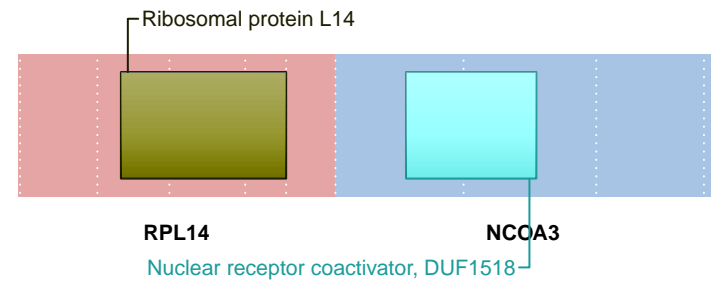 Ribosomal protein L14
RPL14 NCOA3
Nuclear receptor coactivator, DUF1518